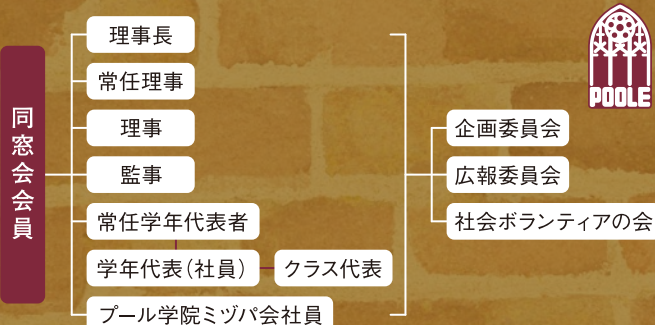 同窓会会員
理事長
常任理事
理事
監事
常任学年代表者
学年代表（社員）
クラス代表
プール学院ミヅパ会社員
企画委員会
広報委員会
社会ボランティアの会
POOLE